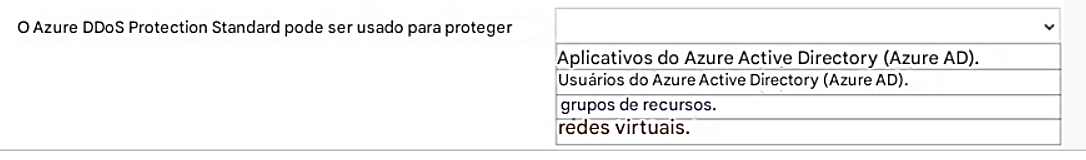 O Azure DDoS Protection Standard pode ser usado para proteger
Aplicativos do Azure Active Directory (Azure AD).
Usuários do Azure Active Directory (Azure AD).
grupos de recursos.
redes virtuais.